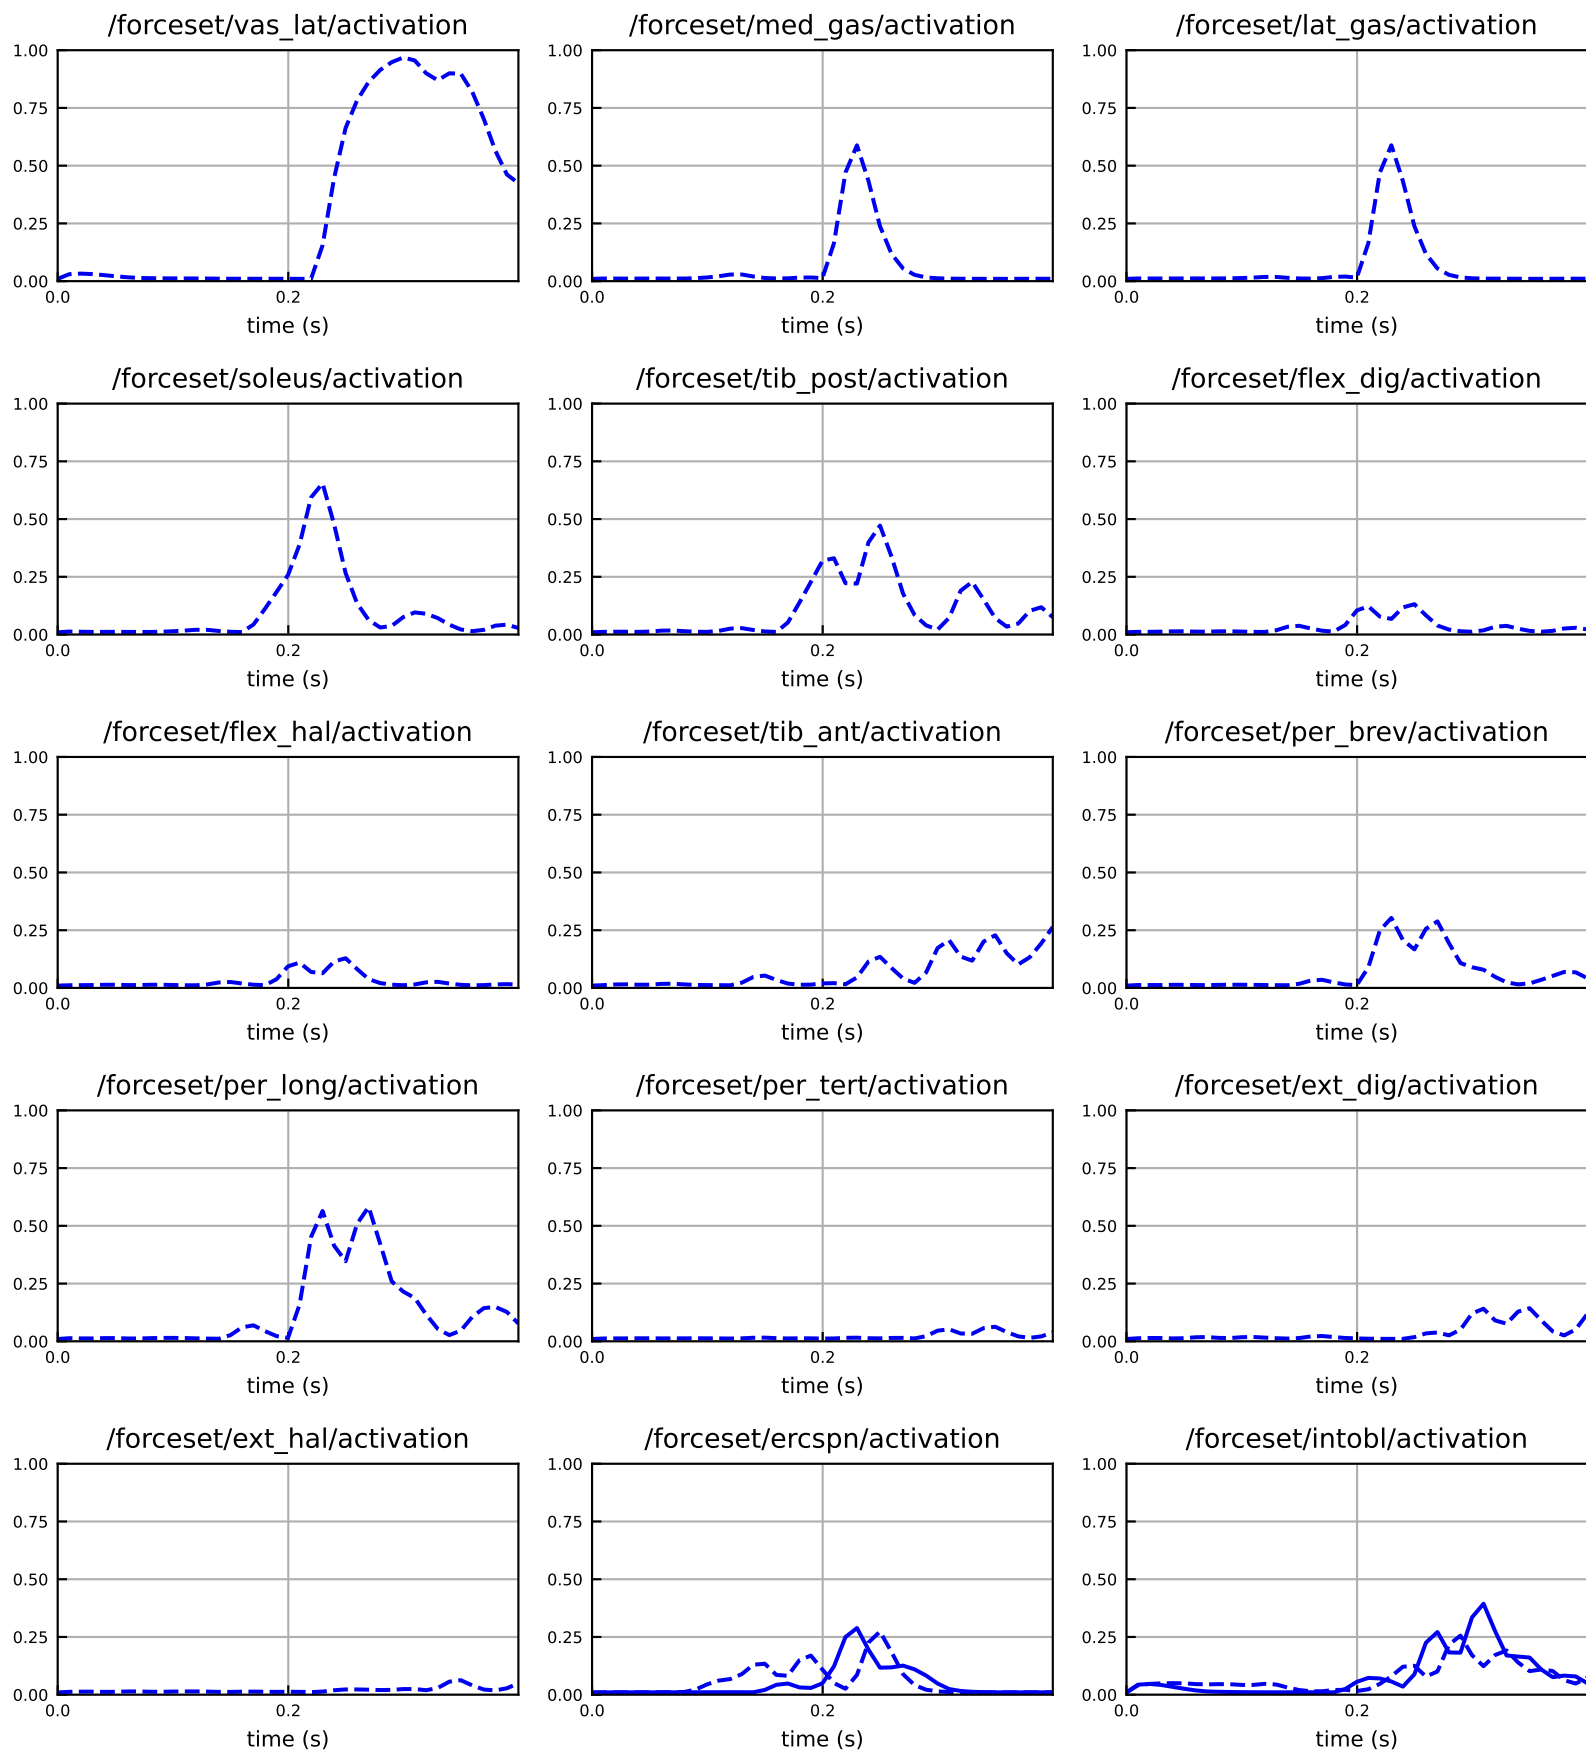 /forceset/vas_lat/activation /forceset/med_gas/activation /forceset/lat_gas/activation
1.00 1.00 1.00
0.75 0.75 0.75
0.50 0.50 0.50
0.25 0.25 0.25
0.00 0.00 0.00
0.0 0.2 0.0 0.2 0.0 0.2
time (s) time (s) time (s)
/forceset/soleus/activation /forceset/tib_post/activation /forceset/flex_dig/activation
1.00 1.00 1.00
0.75 0.75 0.75
0.50 0.50 0.50
0.25 0.25 0.25
0.00 0.00 0.00
0.0 0.2 0.0 0.2 0.0 0.2
time (s) time (s) time (s)
/forceset/flex_hal/activation /forceset/tib_ant/activation /forceset/per_brev/activation
1.00 1.00 1.00
0.75 0.75 0.75
0.50 0.50 0.50
0.25 0.25 0.25
0.00 0.00 0.00
0.0 0.2 0.0 0.2 0.0 0.2
time (s) time (s) time (s)
/forceset/per_long/activation /forceset/per_tert/activation /forceset/ext_dig/activation
1.00 1.00 1.00
0.75 0.75 0.75
0.50 0.50 0.50
0.25 0.25 0.25
0.00 0.00 0.00
0.0 0.2 0.0 0.2 0.0 0.2
time (s) time (s) time (s)
/forceset/ext_hal/activation /forceset/ercspn/activation /forceset/intobl/activation
1.00 1.00 1.00
0.75 0.75 0.75
0.50 0.50 0.50
0.25 0.25 0.25
0.00 0.00 0.00
0.0 0.2 0.0 0.2 0.0 0.2
time (s) time (s) time (s)